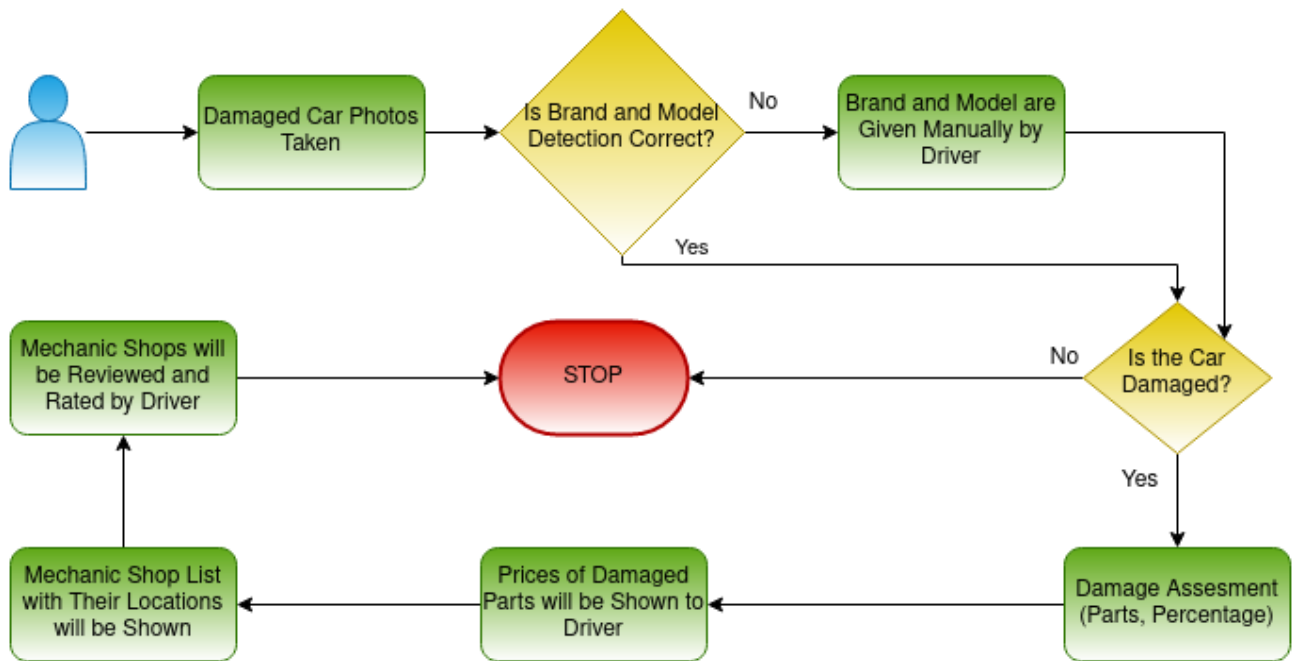 Damaged Car Photos
Taken
Is Brand and Model
Detection Correct?
No
Brand and Model are
Given Manually by
Driver
Yes
Mechanic Shops will
be Reviewed and
Rated by Driver
STOP
No
Is the Car
Damaged?
Yes
Mechanic Shop List
with Their Locations
will be Shown
Prices of Damaged
Parts will be Shown to
Driver
Damage Assesment
(Parts, Percentage)